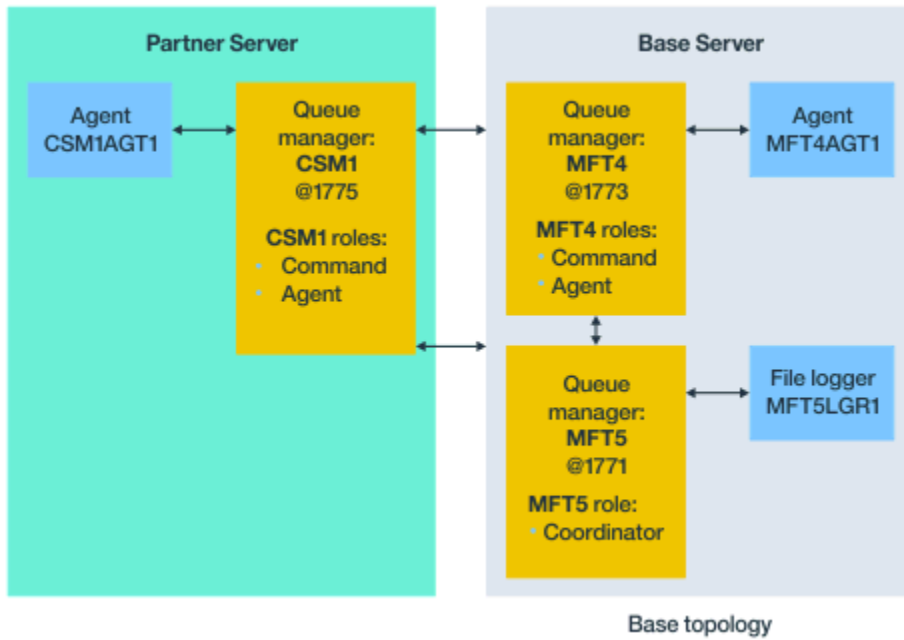 Partner Server
Agent
CSM1AGT1
Queue
manager:
CSM1
@1775
CSM1 roles:
• Command
• Agent
Base Server
Queue
manager:
MFT4
@1773
MFT4 roles:
• Command
• Agent
Agent
MFT4AGT1
Queue
manager:
MFT5
@1771
MFT5 role:
• Coordinator
File logger
MFT5LGR1
Base topology